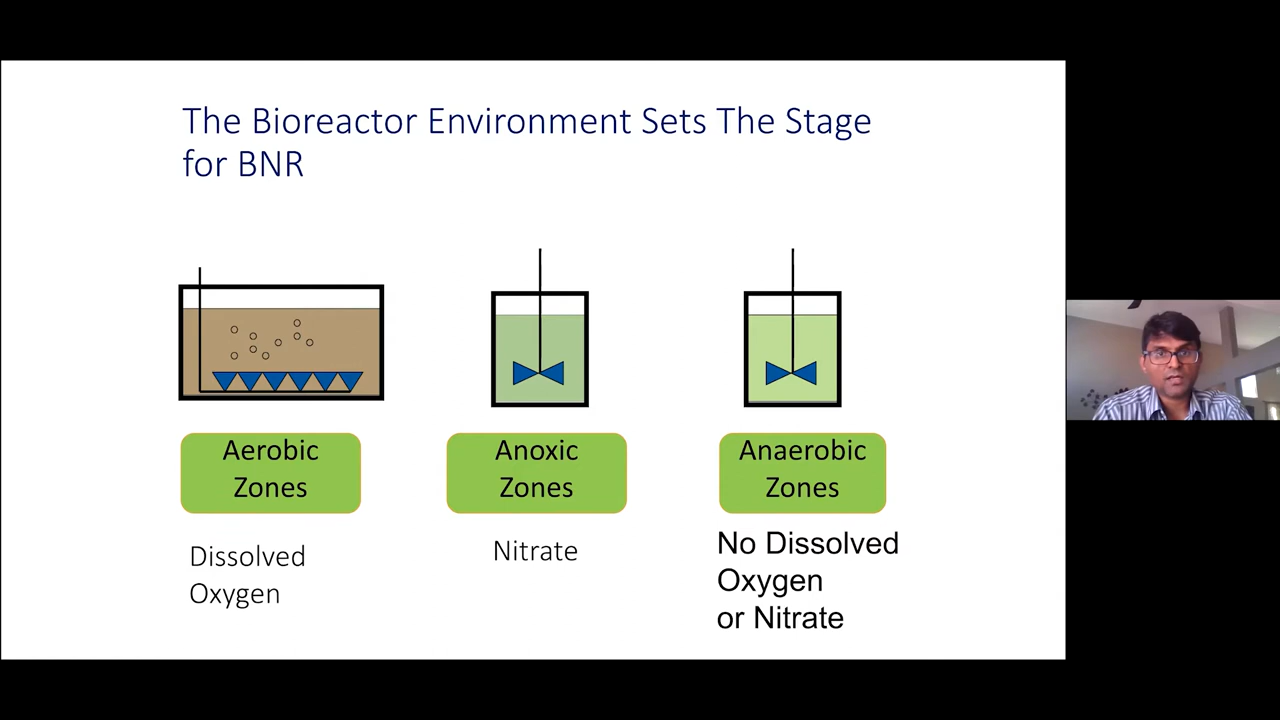 The Bioreactor Environment Sets The Stage
for BNR
Aerobic
Zones
Anoxic
Zones
Anaerobic
Zones
Dissolved
Oxygen
Nitrate
No Dissolved
Oxygen
or Nitrate